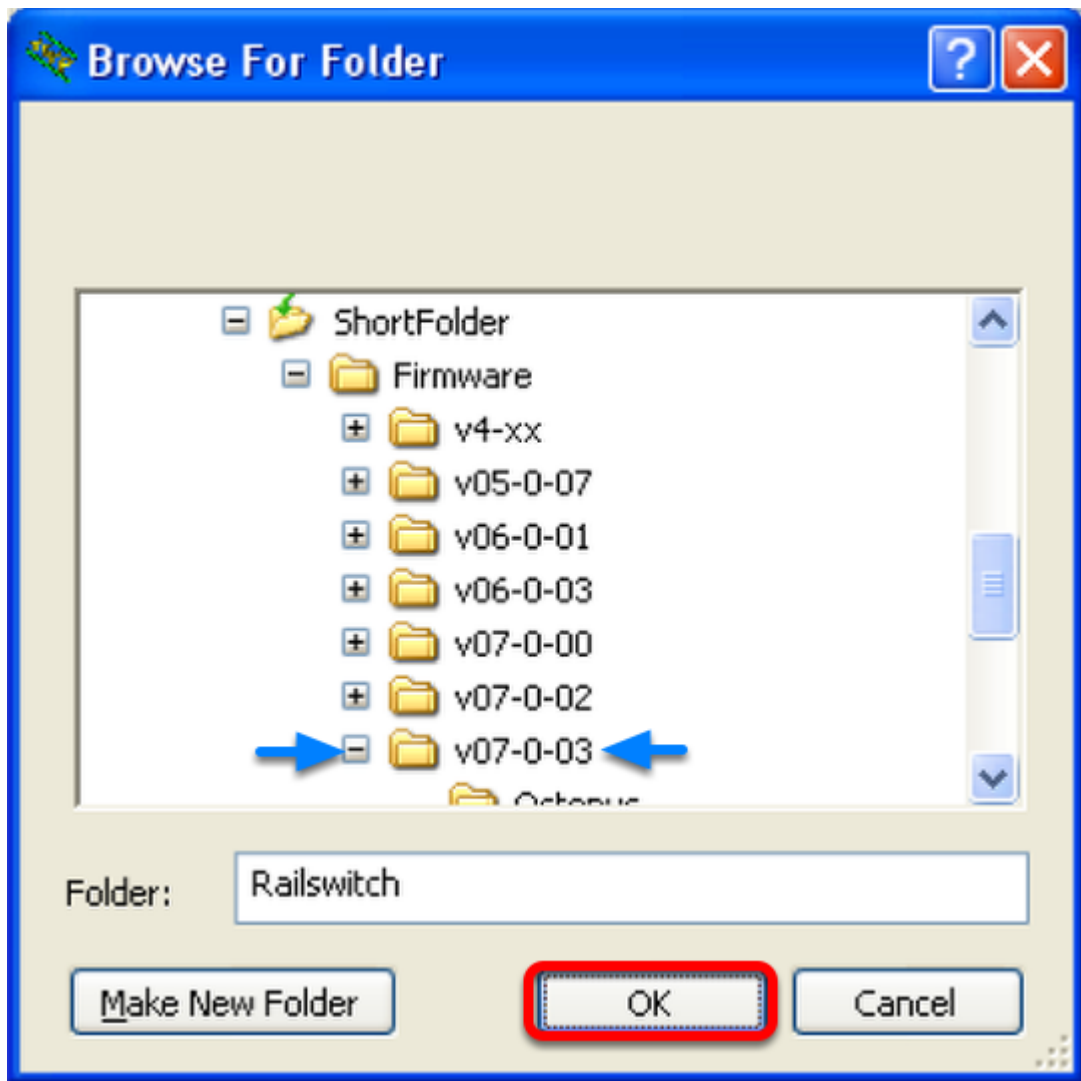 Browse For Folder
ShortFolder
Firmware
v4-xx
v05-0-07
v06-0-01
v06-0-03
v07-0-00
v07-0-02
v07-0-03
Octopus
Folder: Railswitch
Make New Folder OK Cancel